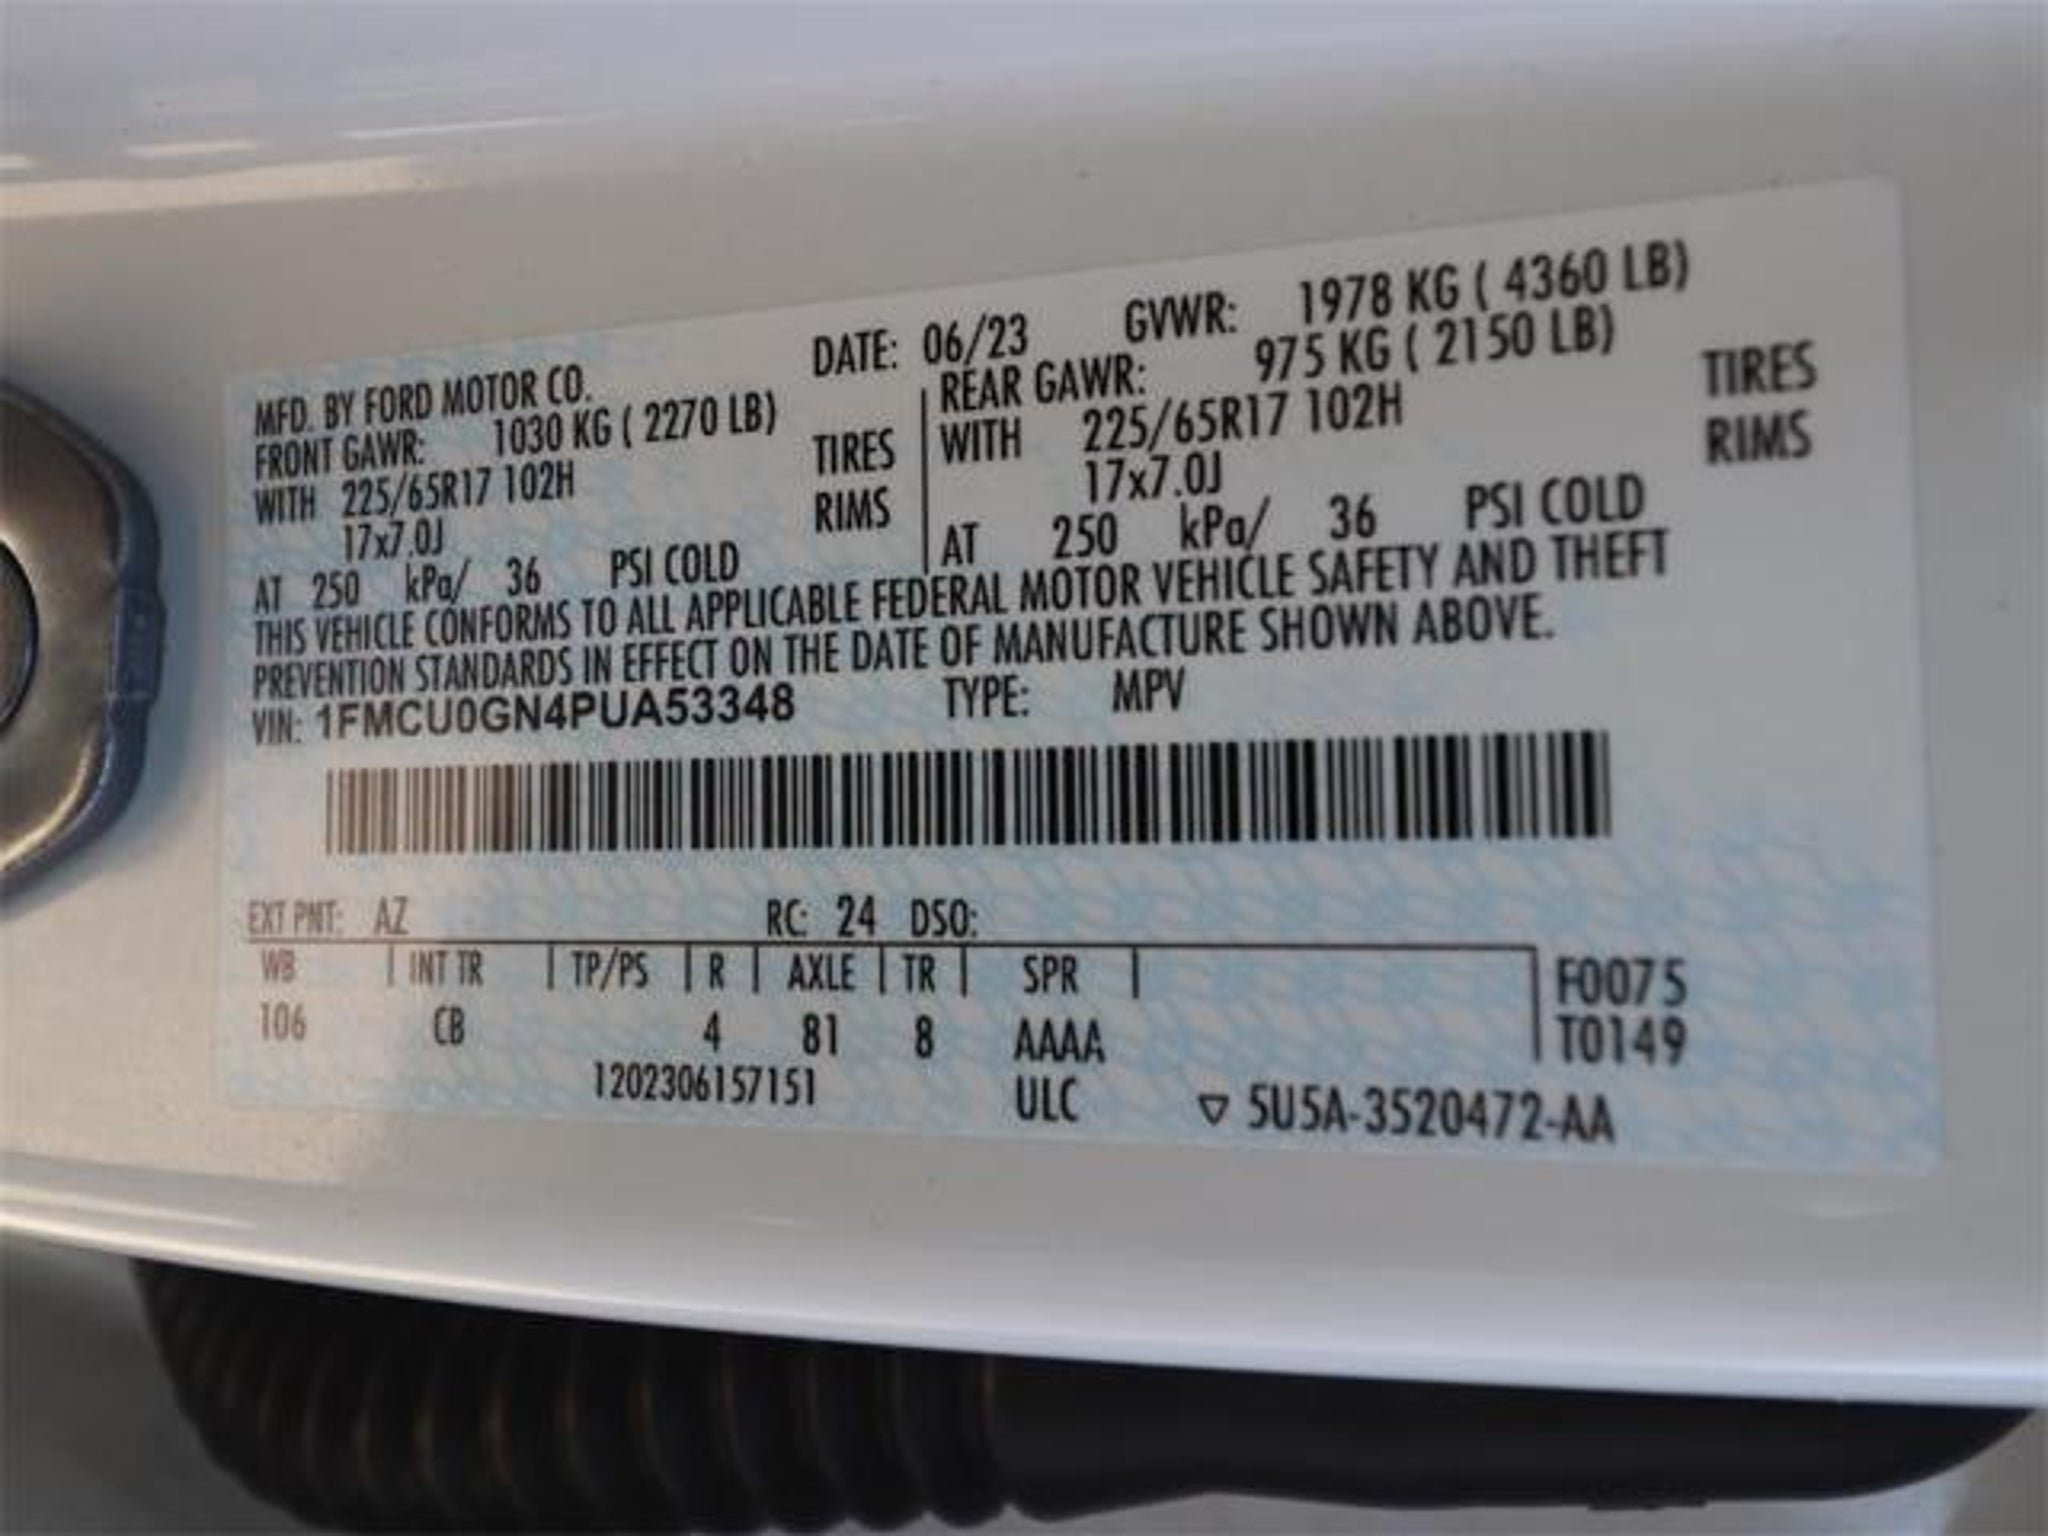 DATE: 06/23 GVWR: 1978 KG ( 4360 LB)
MFD. BY FORD MOTOR CO.
FRONT GAWR: 1030 KG ( 2270 LB)
WITH 225/65R17 102H TIRES
17x7.0J RIMS
AT 250 kPa/ 36 PSI COLD
REAR GAWR: 975 KG ( 2150 LB)
WITH 225/65R17 102H TIRES
17x7.0J RIMS
AT 250 kPa/ 36 PSI COLD
THIS VEHICLE CONFORMS TO ALL APPLICABLE FEDERAL MOTOR VEHICLE SAFETY AND THEFT
PREVENTION STANDARDS IN EFFECT ON THE DATE OF MANUFACTURE SHOWN ABOVE.
VIN: 1FMCU0GN4PUA53348 TYPE: MPV
EXT PNT: AZ RC: 24 DSO:
WB INT TR TP/PS R AXLE TR SPR F0075
106 CB 4 81 8 AAAA T0149
1202306157151 ULC ▽ 5U5A-3520472-AA